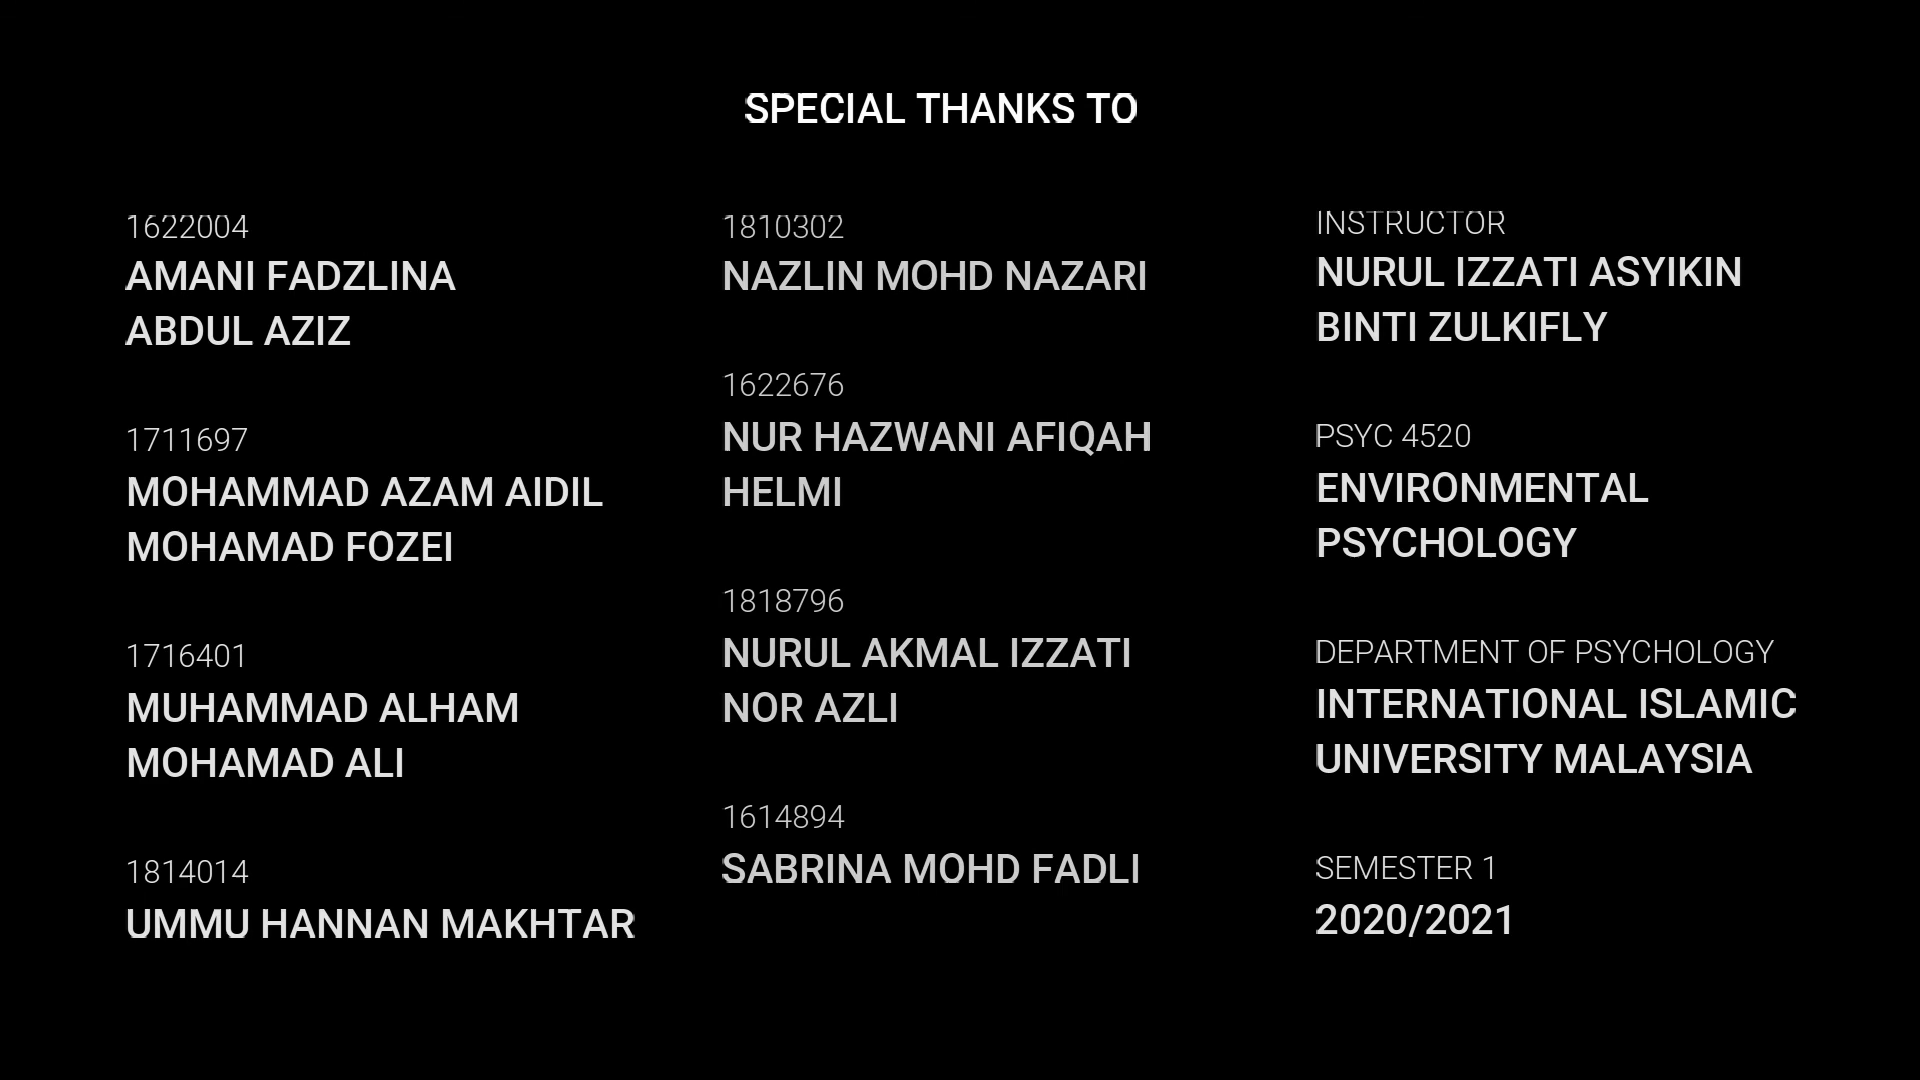 SPECIAL THANKS TO
1622004
AMANI FADZLINA
ABDUL AZIZ
1711697
MOHAMMAD AZAM AIDIL
MOHAMAD FOZEI
1716401
MUHAMMAD ALHAM
MOHAMAD ALI
1814014
UMMU HANNAN MAKHTAR
1810302
NAZLIN MOHD NAZARI
1622676
NUR HAZWANI AFIQAH
HELMI
1818796
NURUL AKMAL IZZATI
NOR AZLI
1614894
SABRINA MOHD FADLI
INSTRUCTOR
NURUL IZZATI ASYIKIN
BINTI ZULKIFLY
PSYC 4520
ENVIRONMENTAL
PSYCHOLOGY
DEPARTMENT OF PSYCHOLOGY
INTERNATIONAL ISLAMIC
UNIVERSITY MALAYSIA
SEMESTER 1
2020/2021